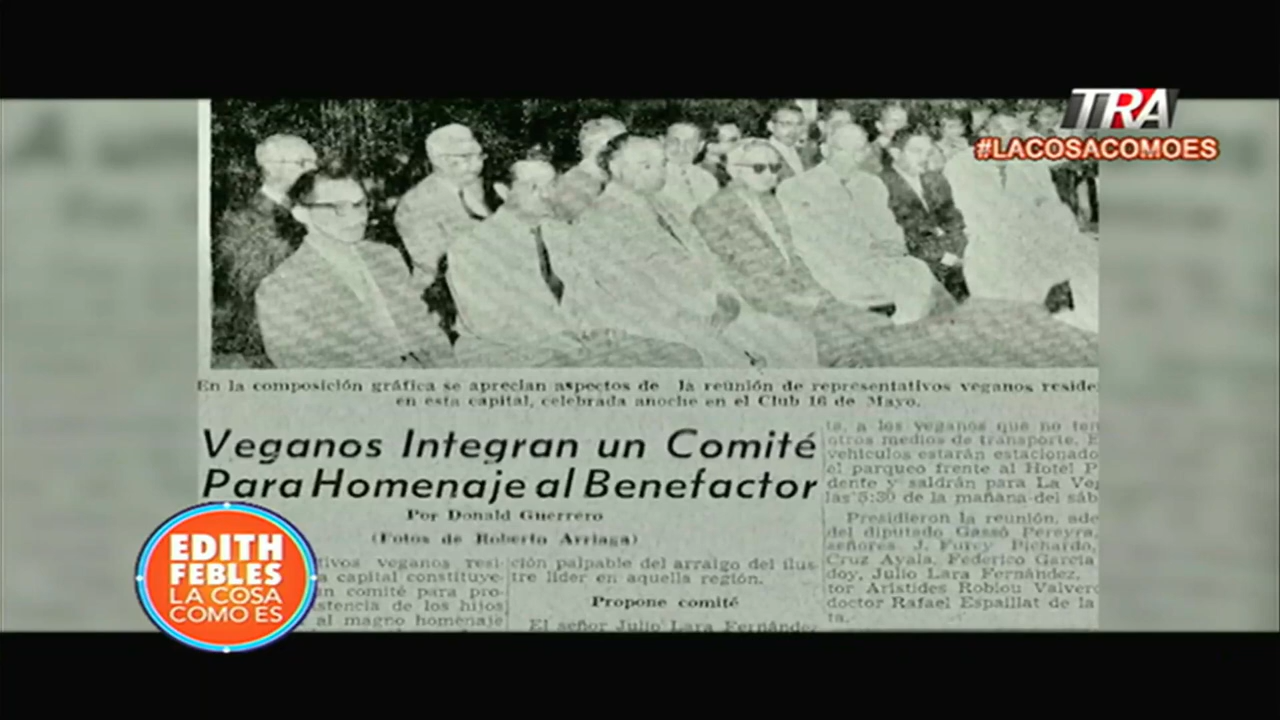 TRA
#LACOSACOMOES
En la composición gráfica se aprecian aspectos de la reunión de representativos veganos reside
en esta capital, celebrada anoche en el Club 16 de Mayo.
Veganos Integran un Comité
Para Homenaje al Benefactor
Por Donald Guerrero
(Fotos de Roberto Arriaga)
tivos veganos resi-
a capital constituye-
an comité para pro-
istencia de los hijos
al magno homenaje
ción palpable del arraigo del ilus
tre líder en aquella región.
Propone comité
El señor Julio Lara Fernández
te, a los veganos que no ten
otros medios de transporte. E
vehículos estarán estacionado
el parqueo frente al Hotel P
dente y saldrán para La Veg
las 5:30 de la mañana del sáb
Presidieron la reunión, ade
del diputado Gassó Pereyra,
señores J. Furcy Pichardo,
Cruz Ayala, Federico García
doy, Julio Lara Fernández,
tor Arístides Robiou Valverd
doctor Rafael Espaillat de la
ta.
EDITH
FEBLES
LA COSA
COMO ES